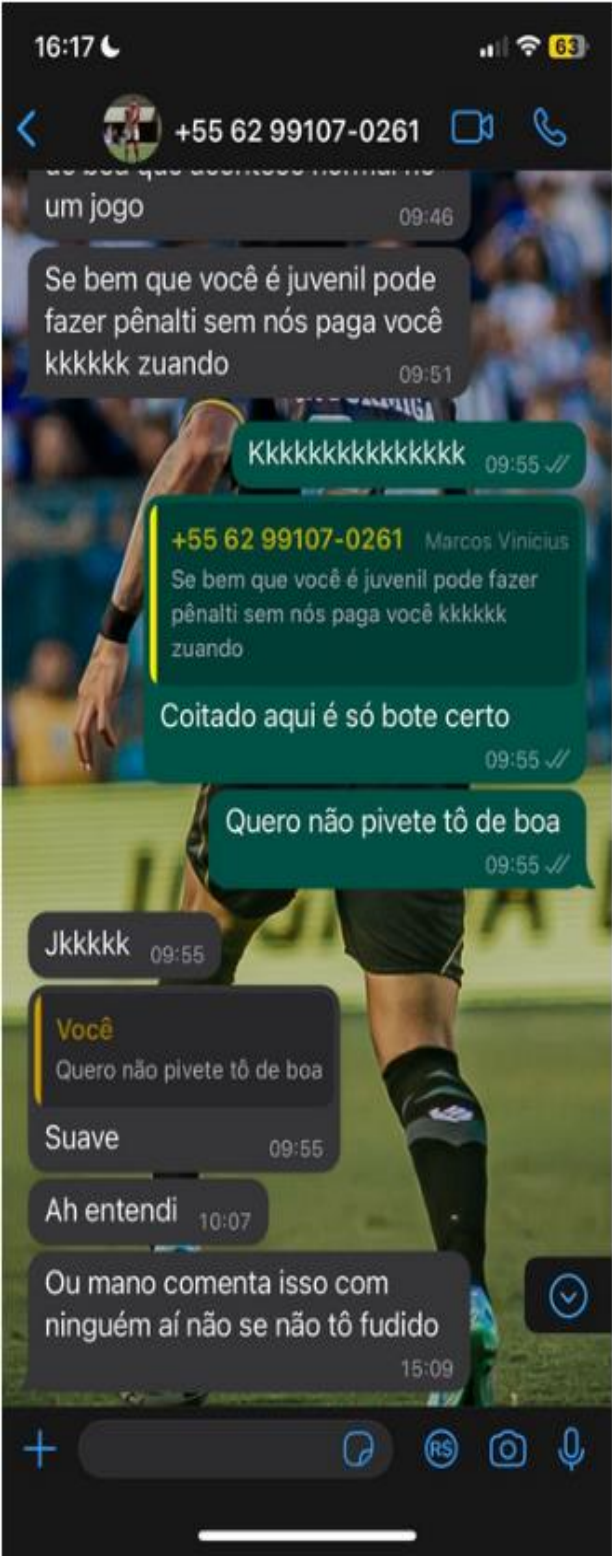 16:17
63
+55 62 99107-0261
um jogo
09:46
Se bem que você é juvenil pode
fazer pênalti sem nós paga você
kkkkkk zuando
09:51
Kkkkkkkkkkkkkkk 09:55
+55 62 99107-0261 Marcos Vinicius
Se bem que você é juvenil pode fazer
pênalti sem nós paga você kkkkkk
zuando
Coitado aqui é só bote certo
09:55
Quero não pivete tô de boa
09:55
Jkkkkk 09:55
Você
Quero não pivete tô de boa
Suave 09:55
Ah entendi 10:07
Ou mano comenta isso com
ninguém aí não se não tô fudido
15:09
R$